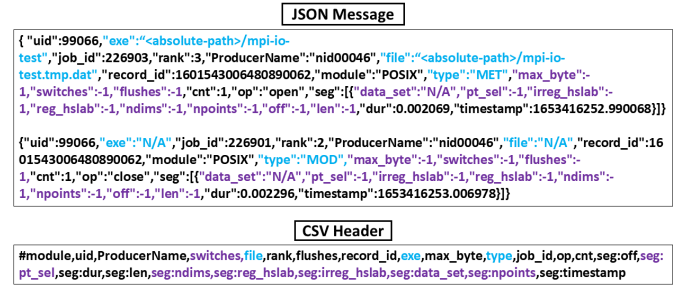 JSON Message
{ "uid":99066,"exe":“<absolute-path>/mpi-io-
test","job_id":226903,"rank":3,"ProducerName":"nid00046","file":“<absolute-path>/mpi-io-
test.tmp.dat","record_id":1601543006480890062,"module":"POSIX","type":"MET","max_byte":-
1,"switches":-1,"flushes":-1,"cnt":1,"op":"open","seg":[{"data_set":"N/A","pt_sel":-1,"irreg_hslab":-
1,"reg_hslab":-1,"ndims":-1,"npoints":-1,"off":-1,"len":-1,"dur":0.002069,"timestamp":1653416252.990068}]}
{"uid":99066,"exe":"N/A","job_id":226901,"rank":2,"ProducerName":"nid00046","file":"N/A","record_id":160
1543006480890062,"module":"POSIX","type":"MOD","max_byte":-1,"switches":-1,"flushes":-
1,"cnt":1,"op":"close","seg":[{"data_set":"N/A","pt_sel":-1,"irreg_hslab":-1,"reg_hslab":-1,"ndims":-
1,"npoints":-1,"off":-1,"len":-1,"dur":0.002296,"timestamp":1653416253.006978}]}
CSV Header
#module,uid,ProducerName,switches,file,rank,flushes,record_id,exe,max_byte,type,job_id,op,cnt,seg:off,seg:
pt_sel,seg:dur,seg:len,seg:ndims,seg:reg_hslab,seg:irreg_hslab,seg:data_set,seg:npoints,seg:timestamp